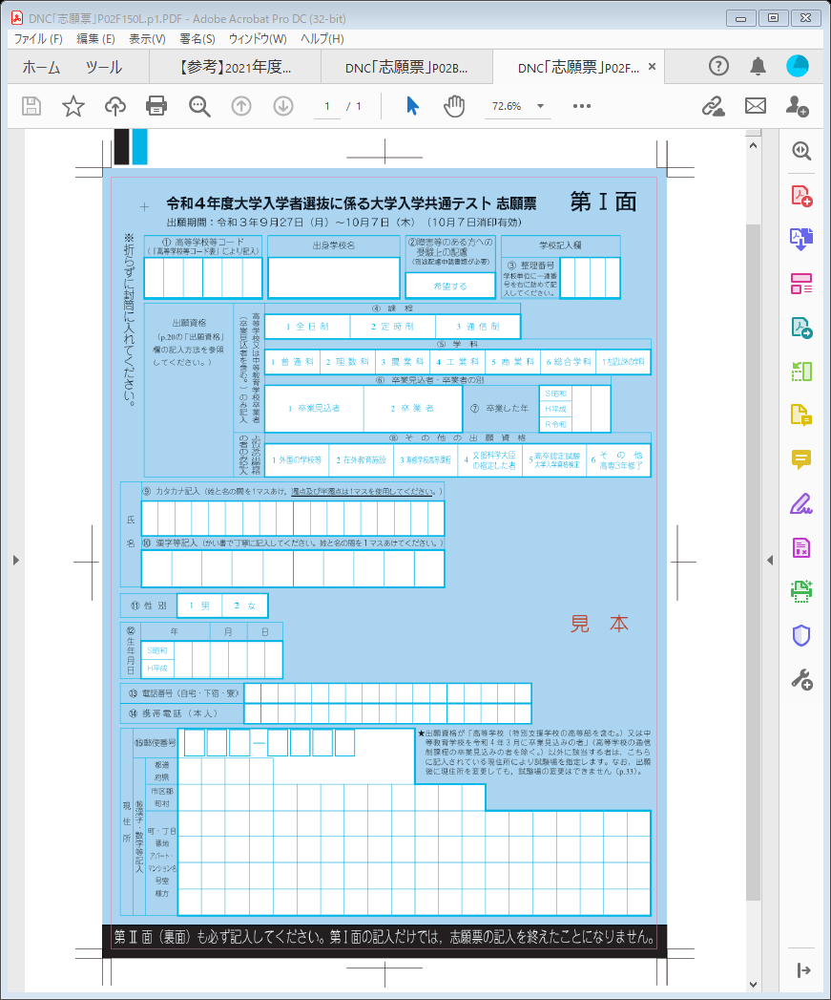 DNC「志願票」P02F150L.p1.PDF - Adobe Acrobat Pro DC (32-bit)
ファイル (F) 編集 (E) 表示(V) 署名(S) ウィンドウ(W) ヘルプ(H)
ホーム ツール 【参考】2021年度... DNC「志願票」P02B... DNC「志願票」P02F... ×
1 / 1 72.6%
令和４年度大学入学者選抜に係る大学入学共通テスト 志願票 第Ⅰ面
出願期間：令和３年９月27日（月）～10月７日（木）（10月７日消印有効）
※折らずに封筒に入れてください。
① 高等学校等コード
（「高等学校等コード表」により記入）
出身学校名
②障害等のある方への
受験上の配慮
（別途配慮申請書類が必要）
希望する
学校記入欄
③ 整理番号
学校単位に一連番
号を右に詰めて記
入してください。
出願資格
（p.20の「出願資格」
欄の記入方法を参照
してください。）
高等学校又は中等教育学校卒業者
（卒業見込者を含む。）のみ記入
④ 課 程
1 全日制 2 定時制 3 通信制
⑤ 学 科
1 普通科 2 理数科 3 農業科 4 工業科 5 商業科 6 総合学科 7 左記以外の学科
⑥ 卒業見込者・卒業者の別
1 卒業見込者 2 卒業者
⑦ 卒業した年
S昭和
H平成
R令和
上記以外の出願資格
の者のみ記入
⑧ その他の出願資格
1 外国の学校等 2 在外教育施設 3 専修学校高等課程 4 文部科学大臣の指定した者 5 高卒認定試験 大学入学資格検定 6 その他 高専3年修了
氏名
⑨ カタカナ記入（姓と名の間を1マスあけ，濁点及び半濁点は1マスを使用してください。）
⑩ 漢字等記入（かい書で丁寧に記入してください。姓と名の間を1マスあけてください。）
⑪ 性別 1 男 2 女
見 本
⑫ 生年月日
年 月 日
S昭和
H平成
⑬ 電話番号（自宅・下宿・寮）
⑭ 携帯電話（本人）
現住所
⑮郵便番号
★出願資格が「高等学校（特別支援学校の高等部を含む。）又は中
等教育学校を令和４年３月に卒業見込みの者」（高等学校の通信
制課程の卒業見込みの者を除く。）以外に該当する者は，こちら
に記入されている現住所により試験場を指定します。なお，出願
後に現住所を変更しても，試験場の変更はできません（p.33）。
⑯漢字・数字等記入
都道
府県
市区郡
町村
町・丁目
番地
アパート・
マンション名
号室
様方
第Ⅱ面（裏面）も必ず記入してください。第Ⅰ面の記入だけでは，志願票の記入を終えたことになりません。